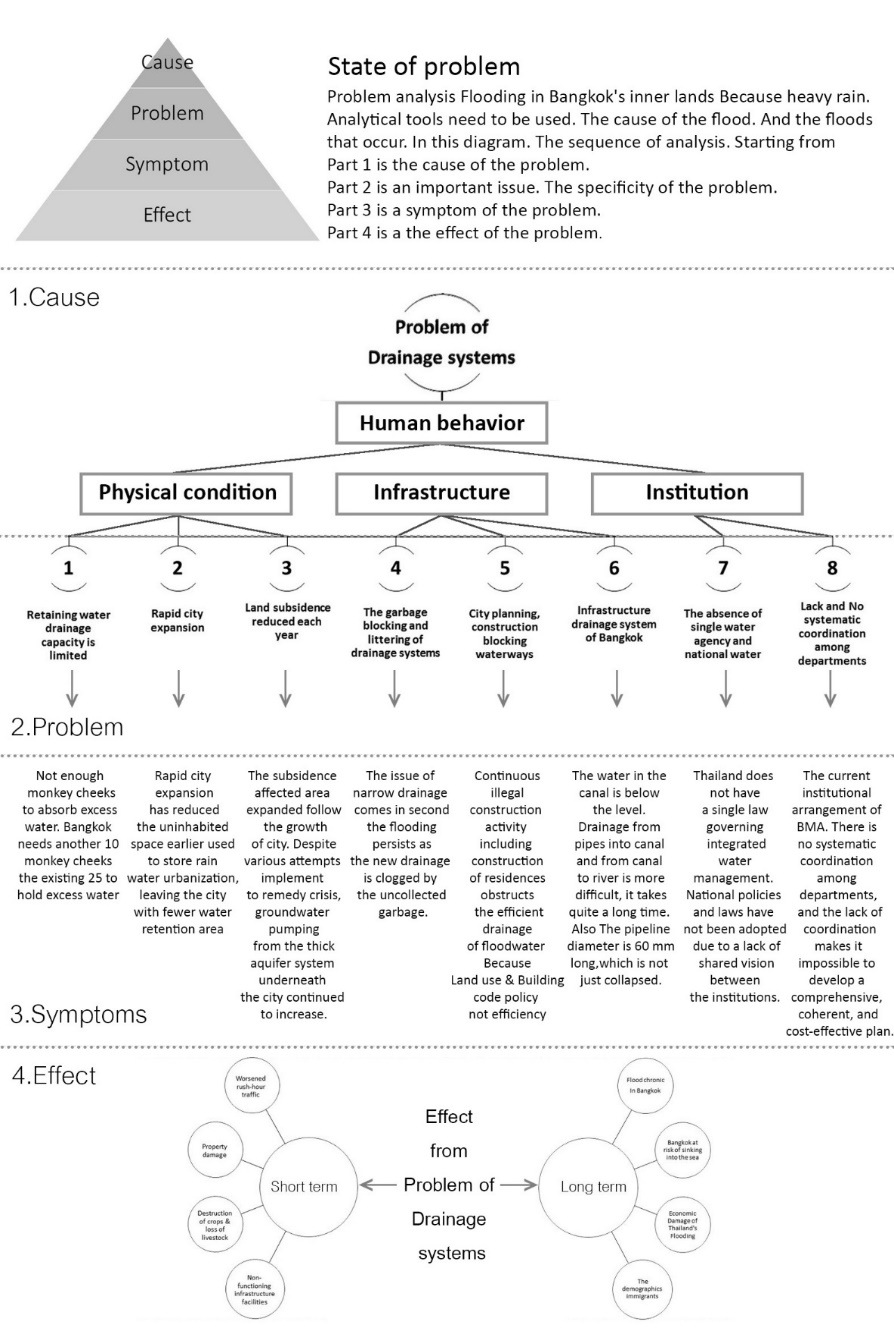 Cause
Problem
Symptom
Effect
State of problem
Problem analysis Flooding in Bangkok's inner lands Because heavy rain.
Analytical tools need to be used. The cause of the flood. And the floods
that occur. In this diagram. The sequence of analysis. Starting from
Part 1 is the cause of the problem.
Part 2 is an important issue. The specificity of the problem.
Part 3 is a symptom of the problem.
Part 4 is a the effect of the problem.
1.Cause
Problem of
Drainage systems
Human behavior
Physical condition
Infrastructure
Institution
1
Retaining water
drainage
capacity is
limited
2
Rapid city
expansion
3
Land subsidence
reduced each
year
4
The garbage
blocking and
littering of
drainage systems
5
City planning,
construction
blocking
waterways
6
Infrastructure
drainage system
of Bangkok
7
The absence of
single water
agency and
national water
8
Lack and No
systematic
coordination
among
departments
2.Problem
Not enough
monkey cheeks
to absorb excess
water. Bangkok
needs another 10
monkey cheeks
the existing 25 to
hold excess water
Rapid city
expansion
has reduced
the uninhabited
space earlier used
to store rain
water urbanization,
leaving the city
with fewer water
retention area
The subsidence
affected area
expanded follow
the growth
of city. Despite
various attempts
implement
to remedy crisis,
groundwater
pumping
from the thick
aquifer system
underneath
the city continued
to increase.
The issue of
narrow drainage
comes in second
the flooding
persists as
the new drainage
is clogged by
the uncollected
garbage.
Continuous
illegal
construction
activity
including
construction
of residences
obstructs
the efficient
drainage
of floodwater
Because
Land use & Building
code policy
not efficiency
The water in the
canal is below
the level.
Drainage from
pipes into canal
and from canal
to river is more
difficult, it takes
quite a long time.
Also The pipeline
diameter is 60 mm
long,which is not
just collapsed.
Thailand does
not have
a single law
governing
integrated
water
management.
National policies
and laws have
not been adopted
due to a lack of
shared vision
between
the institutions.
The current
institutional
arrangement of
BMA. There is
no systematic
coordination
among
departments,
and the lack of
coordination
makes it
impossible to
develop a
comprehensive,
coherent, and
cost-effective plan.
3.Symptoms
4.Effect
Worsened
rush-hour
traffic
Property
damage
Destruction
of crops &
loss of
livestock
Non-
functioning
infrastructure
facilities
Short term
Effect
from
Problem of
Drainage
systems
Long term
Flood chronic
In Bangkok
Bangkok at
risk of sinking
into the sea
Economic
Damage of
Thailand's
Flooding
The
demographics
immigrants